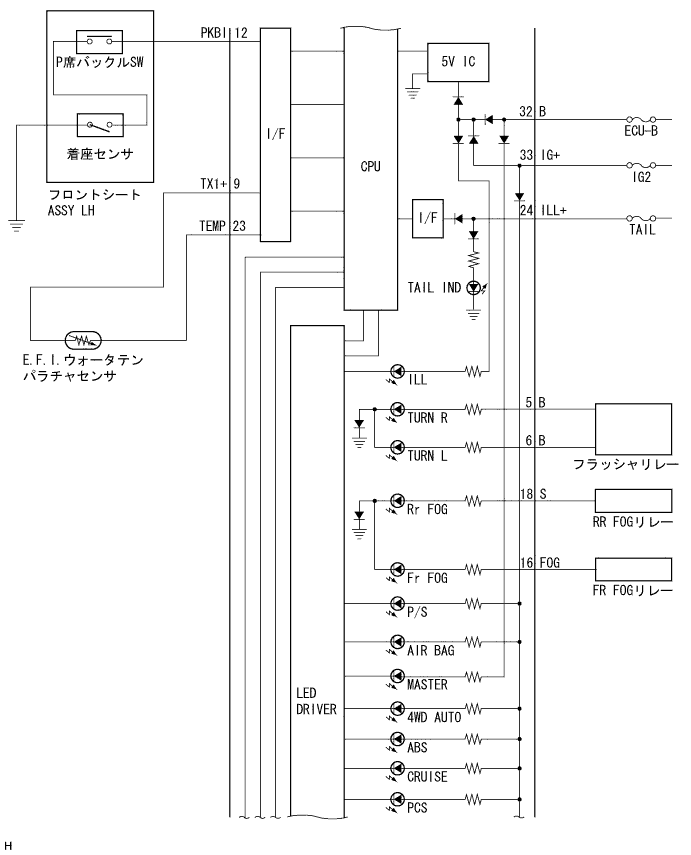 PKBI 12
P席バックルSW
5V IC
32 B
ECU-B
I/F
着座センサ
33 IG+
IG2
CPU
TX1+ 9
フロントシート
ASSY LH
24 ILL+
I/F
TAIL
TEMP 23
TAIL IND
E.F.I.ウォータテン
パラチャセンサ
ILL
5 B
TURN R
6 B
TURN L
フラッシャリレー
18 S
Rr FOG
RR FOGリレー
16 FOG
Fr FOG
FR FOGリレー
P/S
AIR BAG
MASTER
LED
DRIVER
4WD AUTO
ABS
CRUISE
PCS
H